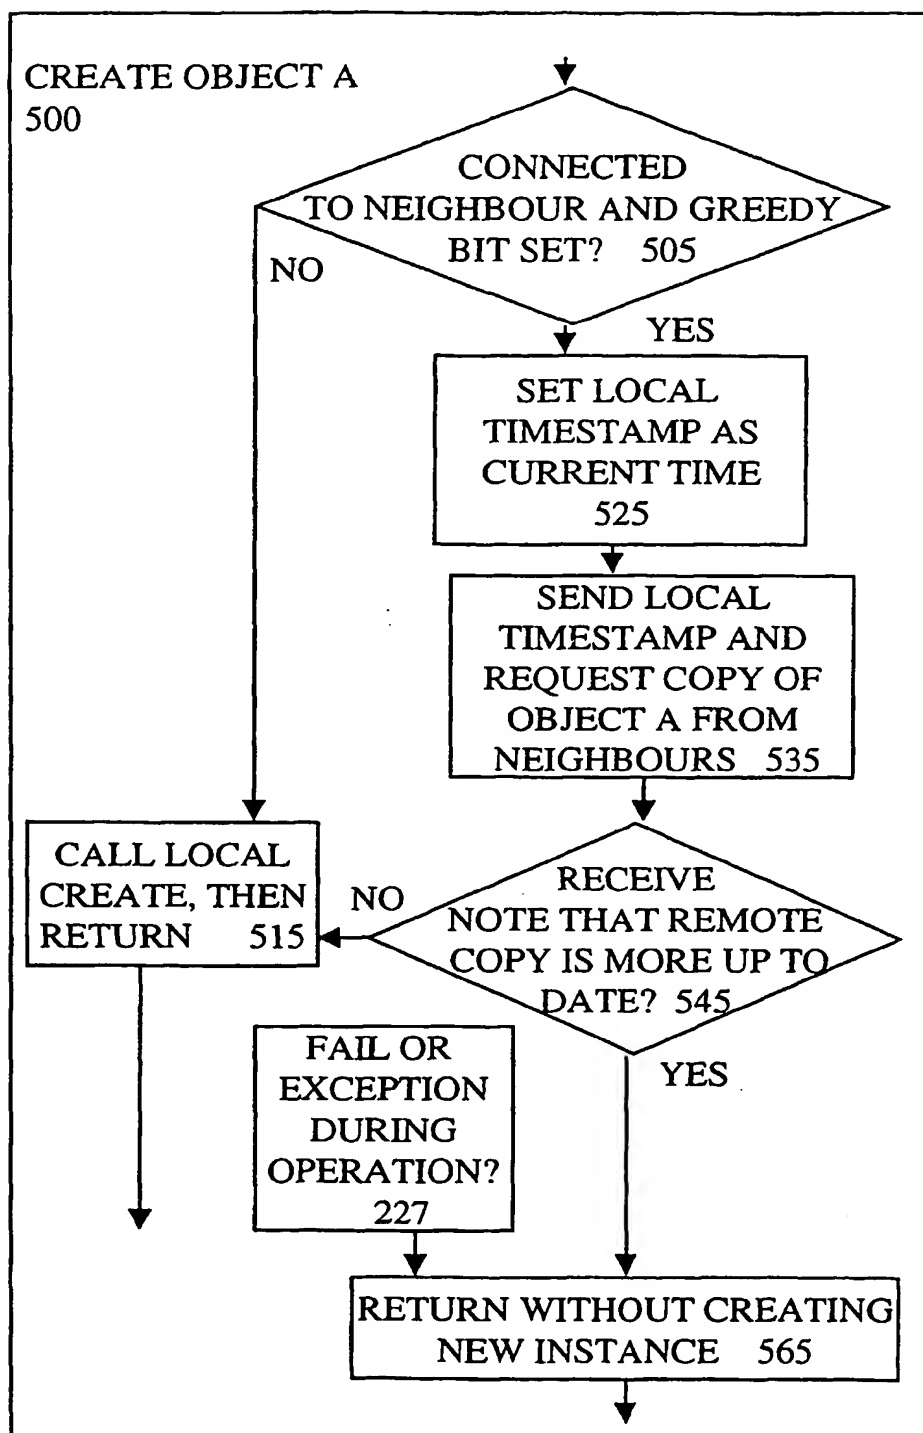 CREATE OBJECT A
500
CONNECTED
TO NEIGHBOUR AND GREEDY
BIT SET? 505
NO
YES
SET LOCAL
TIMESTAMP AS
CURRENT TIME
525
SEND LOCAL
TIMESTAMP AND
REQUEST COPY OF
OBJECT A FROM
NEIGHBOURS 535
CALL LOCAL
CREATE, THEN
RETURN 515
NO
RECEIVE
NOTE THAT REMOTE
COPY IS MORE UP TO
DATE? 545
YES
FAIL OR
EXCEPTION
DURING
OPERATION?
227
RETURN WITHOUT CREATING
NEW INSTANCE 565